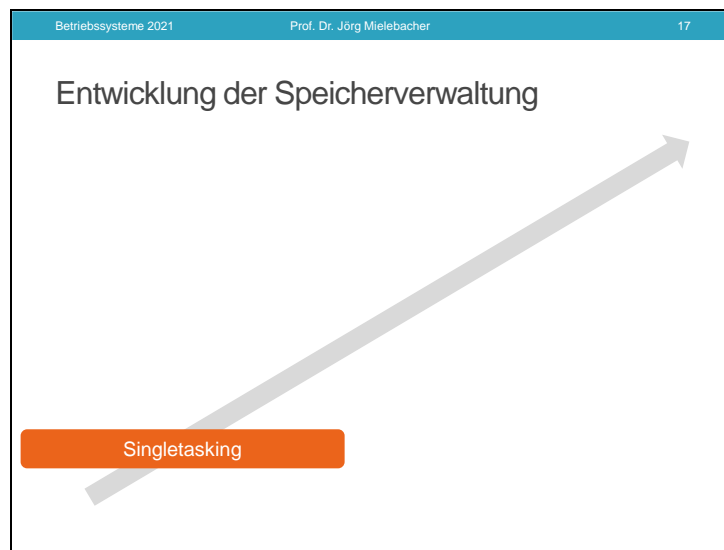 Betriebssysteme 2021 Prof. Dr. Jörg Mielebacher 17
Entwicklung der Speicherverwaltung
Singletasking